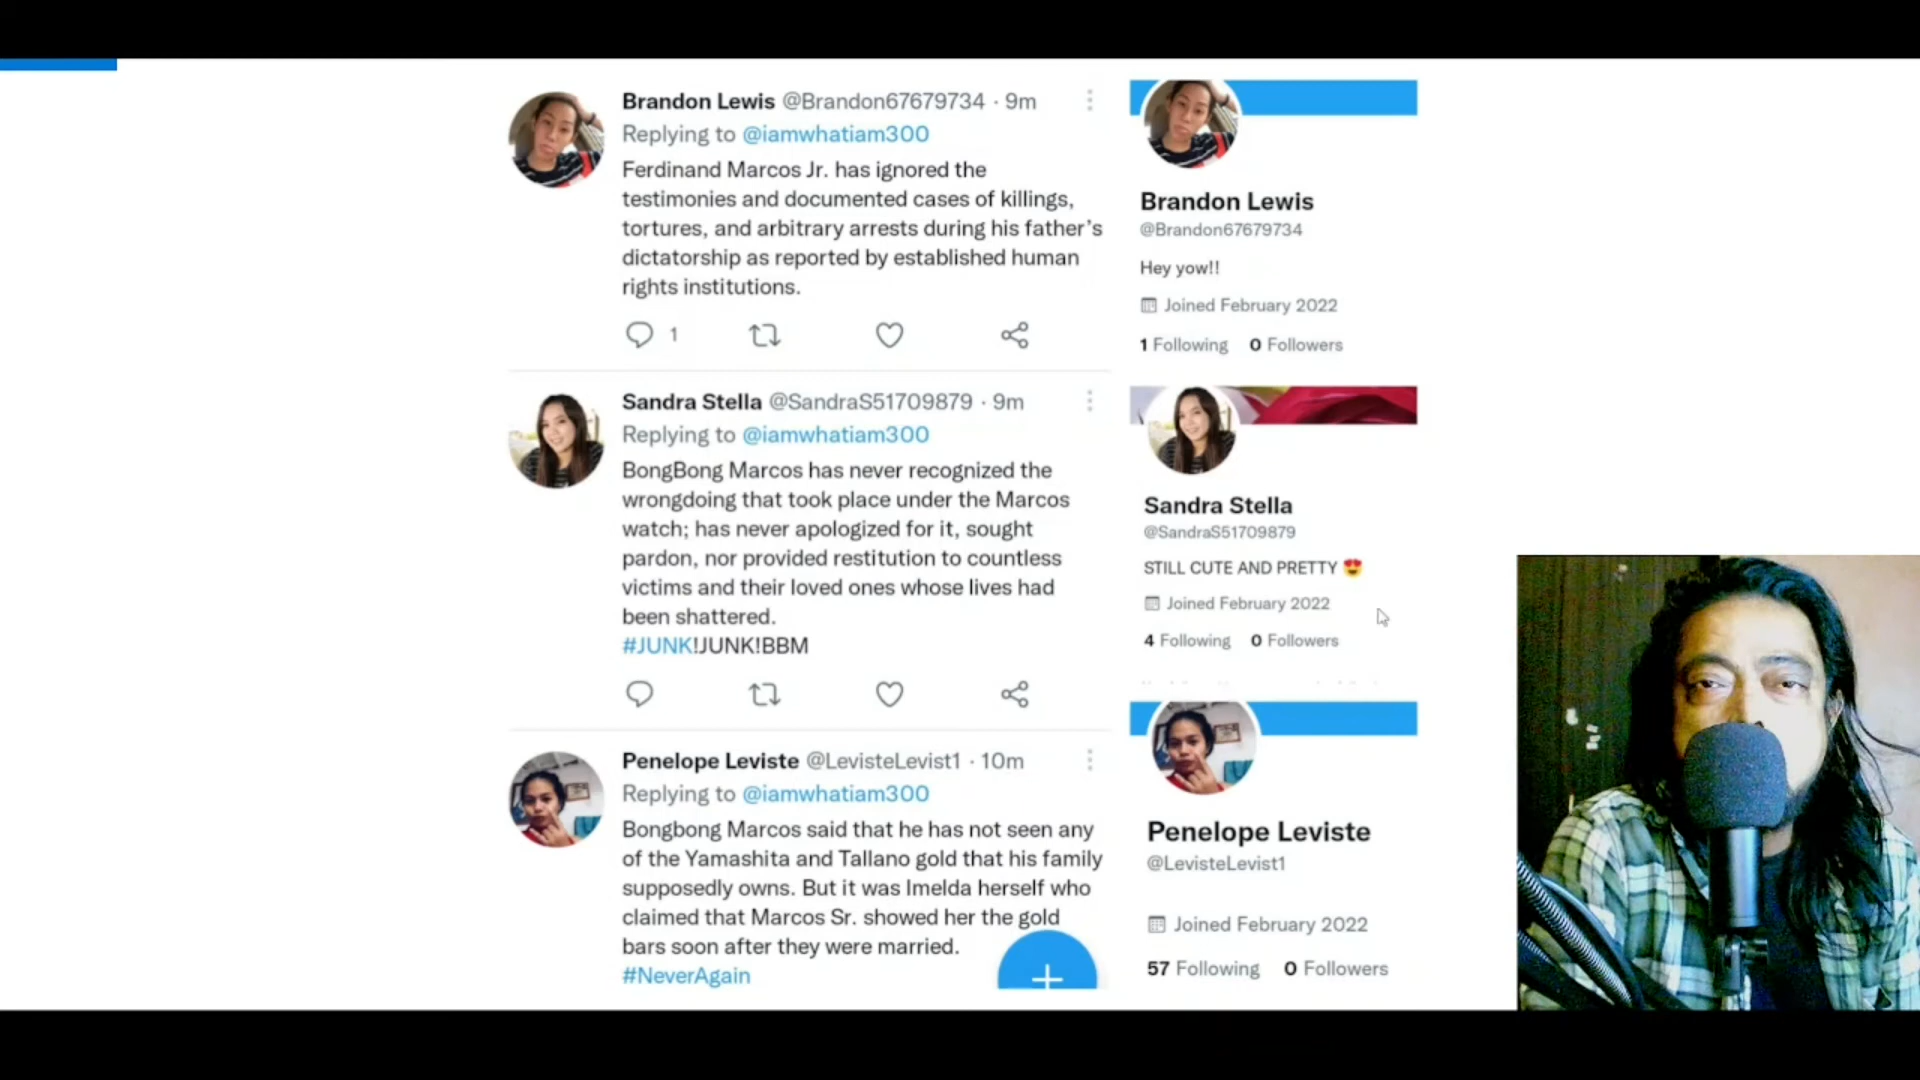 Brandon Lewis @Brandon67679734 · 9m
Replying to @iamwhatiam300
Ferdinand Marcos Jr. has ignored the
testimonies and documented cases of killings,
tortures, and arbitrary arrests during his father's
dictatorship as reported by established human
rights institutions.
1
Sandra Stella @SandraS51709879 · 9m
Replying to @iamwhatiam300
BongBong Marcos has never recognized the
wrongdoing that took place under the Marcos
watch; has never apologized for it, sought
pardon, nor provided restitution to countless
victims and their loved ones whose lives had
been shattered.
#JUNK!JUNK!BBM
Penelope Leviste @LevisteLevist1 · 10m
Replying to @iamwhatiam300
Bongbong Marcos said that he has not seen any
of the Yamashita and Tallano gold that his family
supposedly owns. But it was Imelda herself who
claimed that Marcos Sr. showed her the gold
bars soon after they were married.
#NeverAgain
Brandon Lewis
@Brandon67679734
Hey yow!!
Joined February 2022
1 Following 0 Followers
Sandra Stella
@SandraS51709879
STILL CUTE AND PRETTY 😍
Joined February 2022
4 Following 0 Followers
Penelope Leviste
@LevisteLevist1
Joined February 2022
57 Following 0 Followers